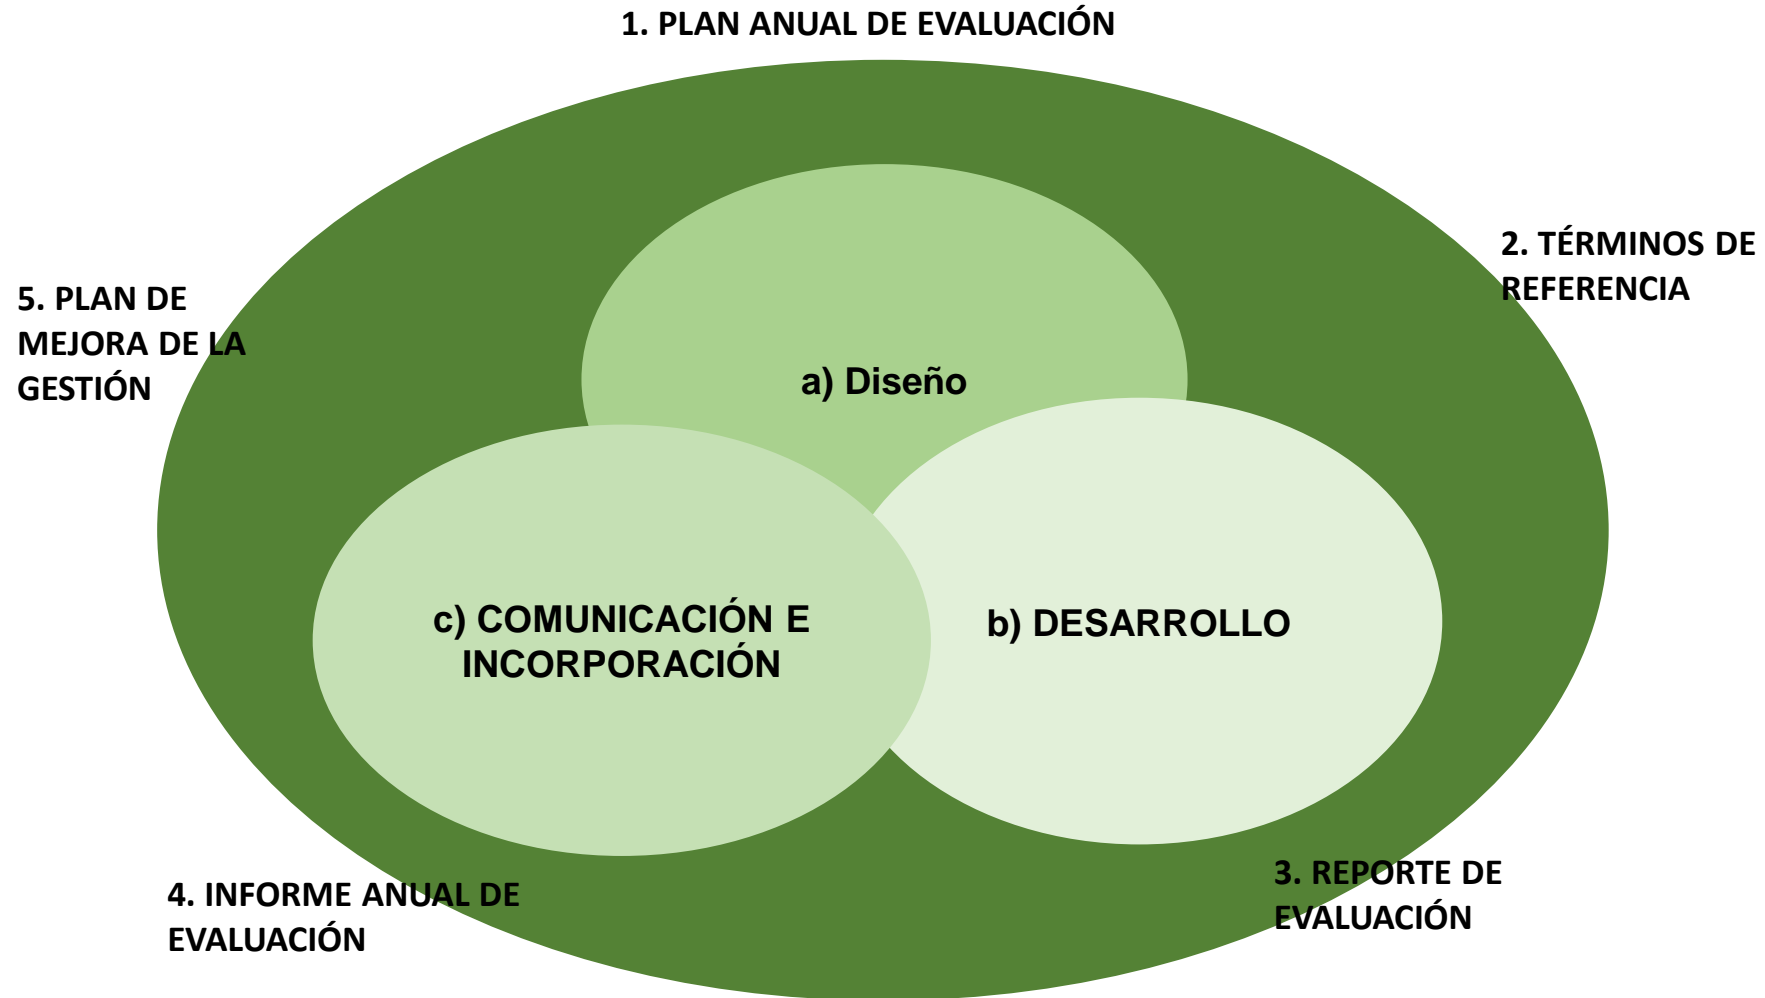 1. PLAN ANUAL DE EVALUACIÓN
2. TÉRMINOS DE
REFERENCIA
5. PLAN DE
MEJORA DE LA
GESTIÓN
a) Diseño
c) COMUNICACIÓN E
INCORPORACIÓN
b) DESARROLLO
3. REPORTE DE
EVALUACIÓN
4. INFORME ANUAL DE
EVALUACIÓN